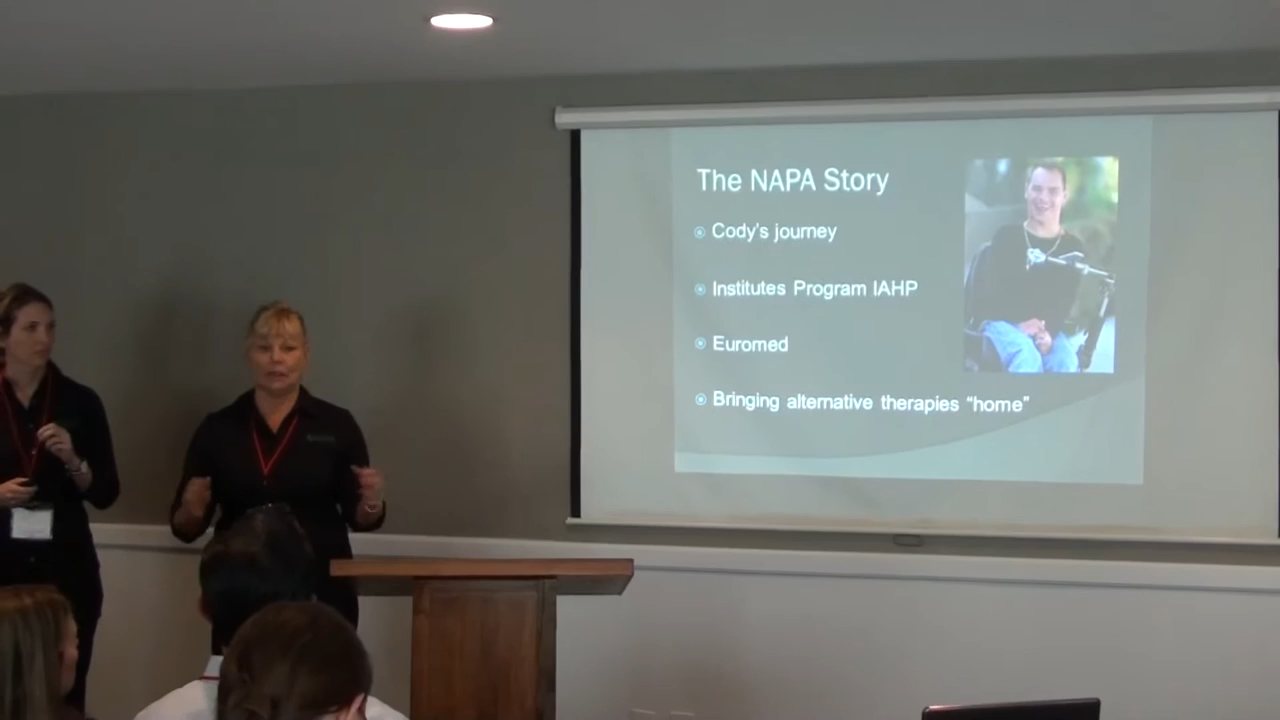 The NAPA Story
Cody's journey
Institutes Program IAHP
Euromed
Bringing alternative therapies “home”